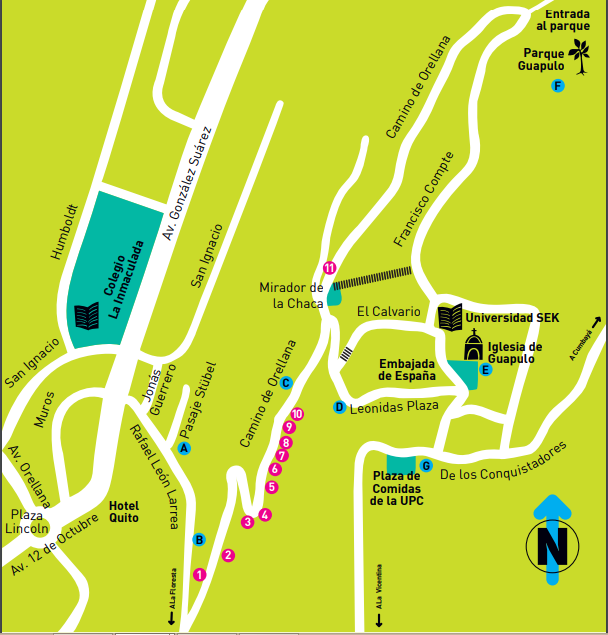 Entrada
al parque
Parque
Guapulo
F
Camino de Orellana
Av. González Suárez
Francisco Compte
Humboldt
San Ignacio
Colegio
La Inmaculada
11
Mirador de
la Chaca
El Calvario
Universidad SEK
Iglesia de
Guapulo
E
A Cumbayá
San Ignacio
Jonás
Guerrero
Pasaje Stübel
Camino de Orellana
C
Embajada
de España
D
Leonidas Plaza
Muros
A
Rafael León Larrea
10
9
8
7
6
5
4
3
2
1
B
Av. Orellana
Plaza
Lincoln
Av. 12 de Octubre
Hotel
Quito
Plaza de
Comidas
de la UPC
G
De los Conquistadores
A La Floresta
A La Vicentina
N